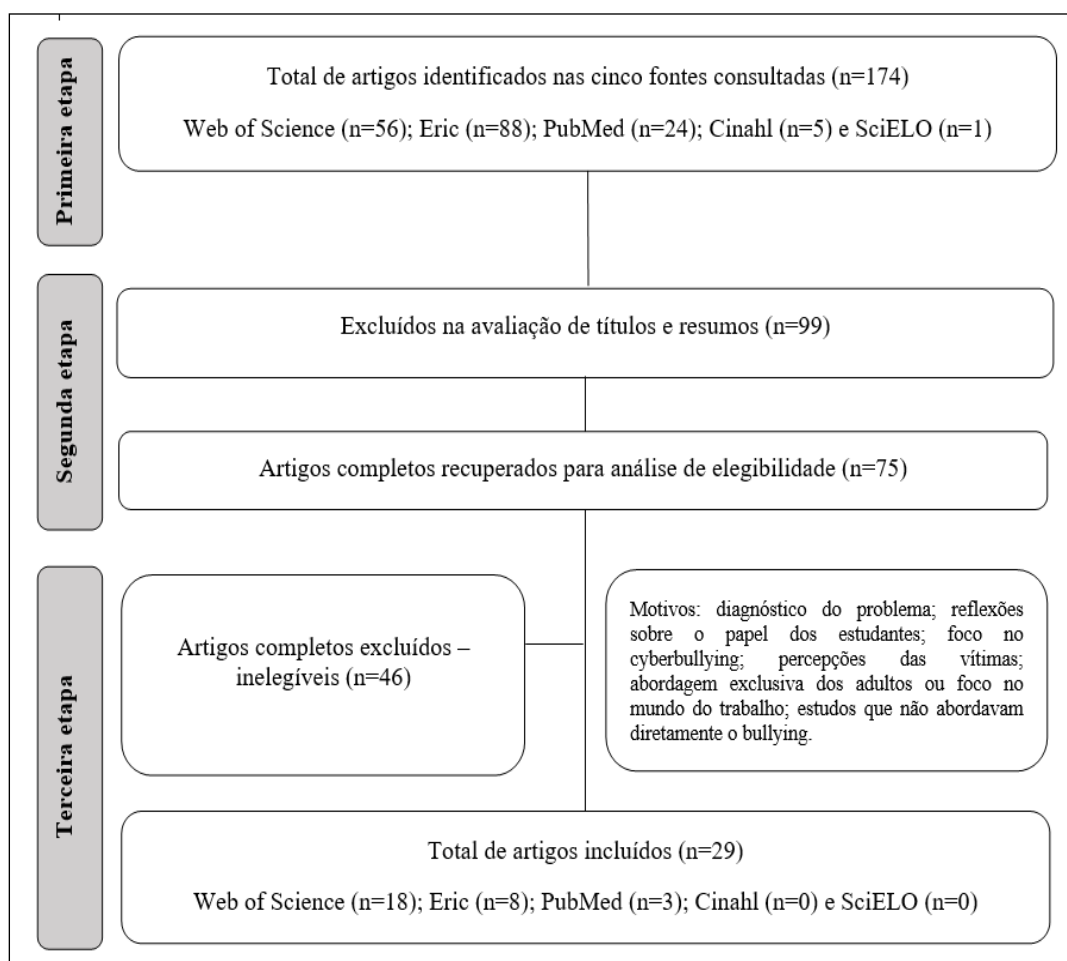 Primeira etapa
Total de artigos identificados nas cinco fontes consultadas (n=174)
Web of Science (n=56); Eric (n=88); PubMed (n=24); Cinahl (n=5) e SciELO (n=1)
Segunda etapa
Excluídos na avaliação de títulos e resumos (n=99)
Artigos completos recuperados para análise de elegibilidade (n=75)
Terceira etapa
Artigos completos excluídos –
inelegíveis (n=46)
Motivos: diagnóstico do problema; reflexões
sobre o papel dos estudantes; foco no
cyberbullying; percepções das vítimas;
abordagem exclusiva dos adultos ou foco no
mundo do trabalho; estudos que não abordavam
diretamente o bullying.
Total de artigos incluídos (n=29)
Web of Science (n=18); Eric (n=8); PubMed (n=3); Cinahl (n=0) e SciELO (n=0)